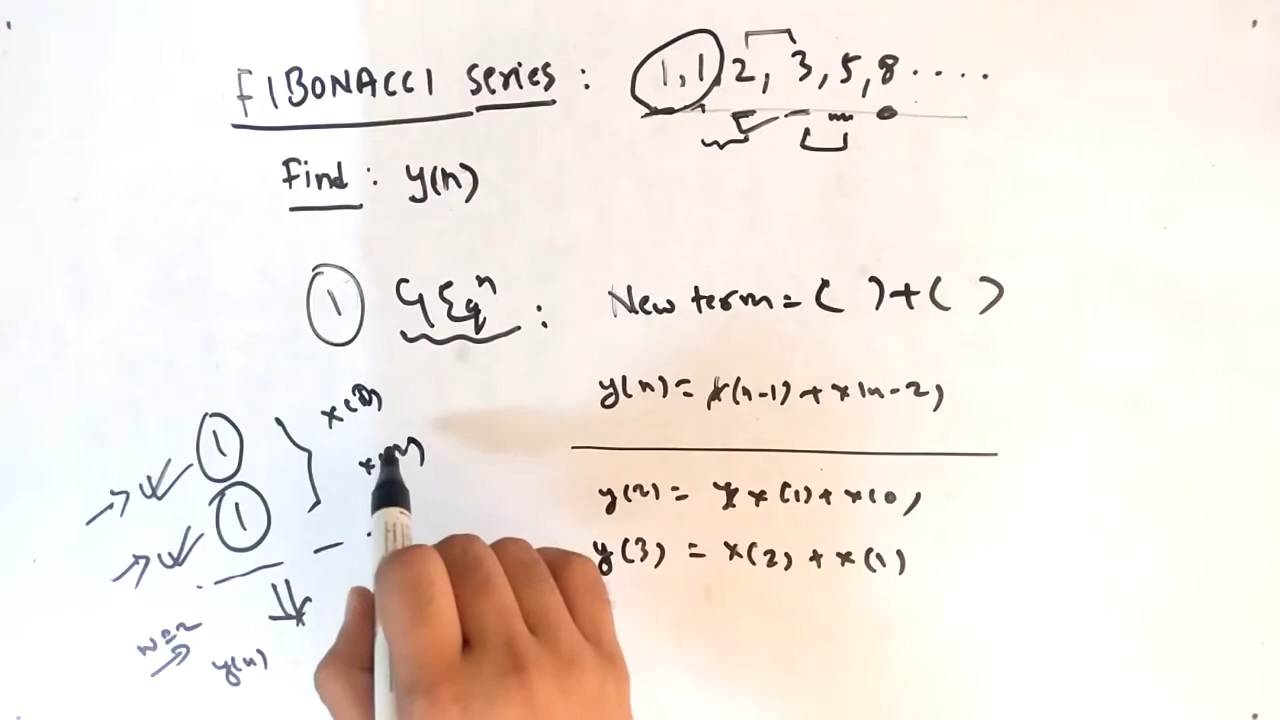 FIBONACCI series : 1, 1, 2, 3, 5, 8 ....
Find : y(n)
1 Eqⁿ : New term = ( ) + ( )
y(n) = x(n-1) + x(n-2)
1
1
y(2) = x(1) + x(0)
y(3) = x(2) + x(1)
n=2
y(n)